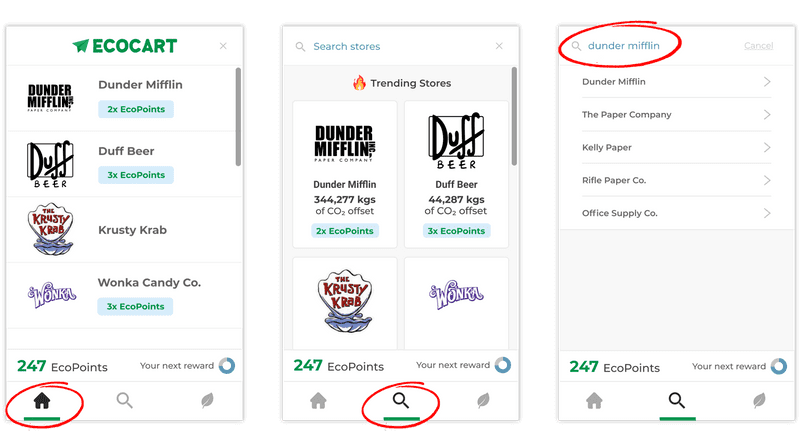 ECOCART
DUNDER
MIFFLIN, INC
PAPER COMPANY
Dunder Mifflin
2x EcoPoints
Duff
BEER
Duff Beer
3x EcoPoints
THE
KRUSTY
KRAB
Krusty Krab
WONKA
Wonka Candy Co.
3x EcoPoints
247 EcoPoints
Your next reward
Search stores
Trending Stores
DUNDER
MIFFLIN, INC
PAPER COMPANY
Dunder Mifflin
344,277 kgs
of CO₂ offset
2x EcoPoints
Duff
BEER
Duff Beer
44,287 kgs
of CO₂ offset
3x EcoPoints
THE
KRUSTY
KRAB
WONKA
247 EcoPoints
Your next reward
dunder mifflin
Cancel
Dunder Mifflin
The Paper Company
Kelly Paper
Rifle Paper Co.
Office Supply Co.
247 EcoPoints
Your next reward